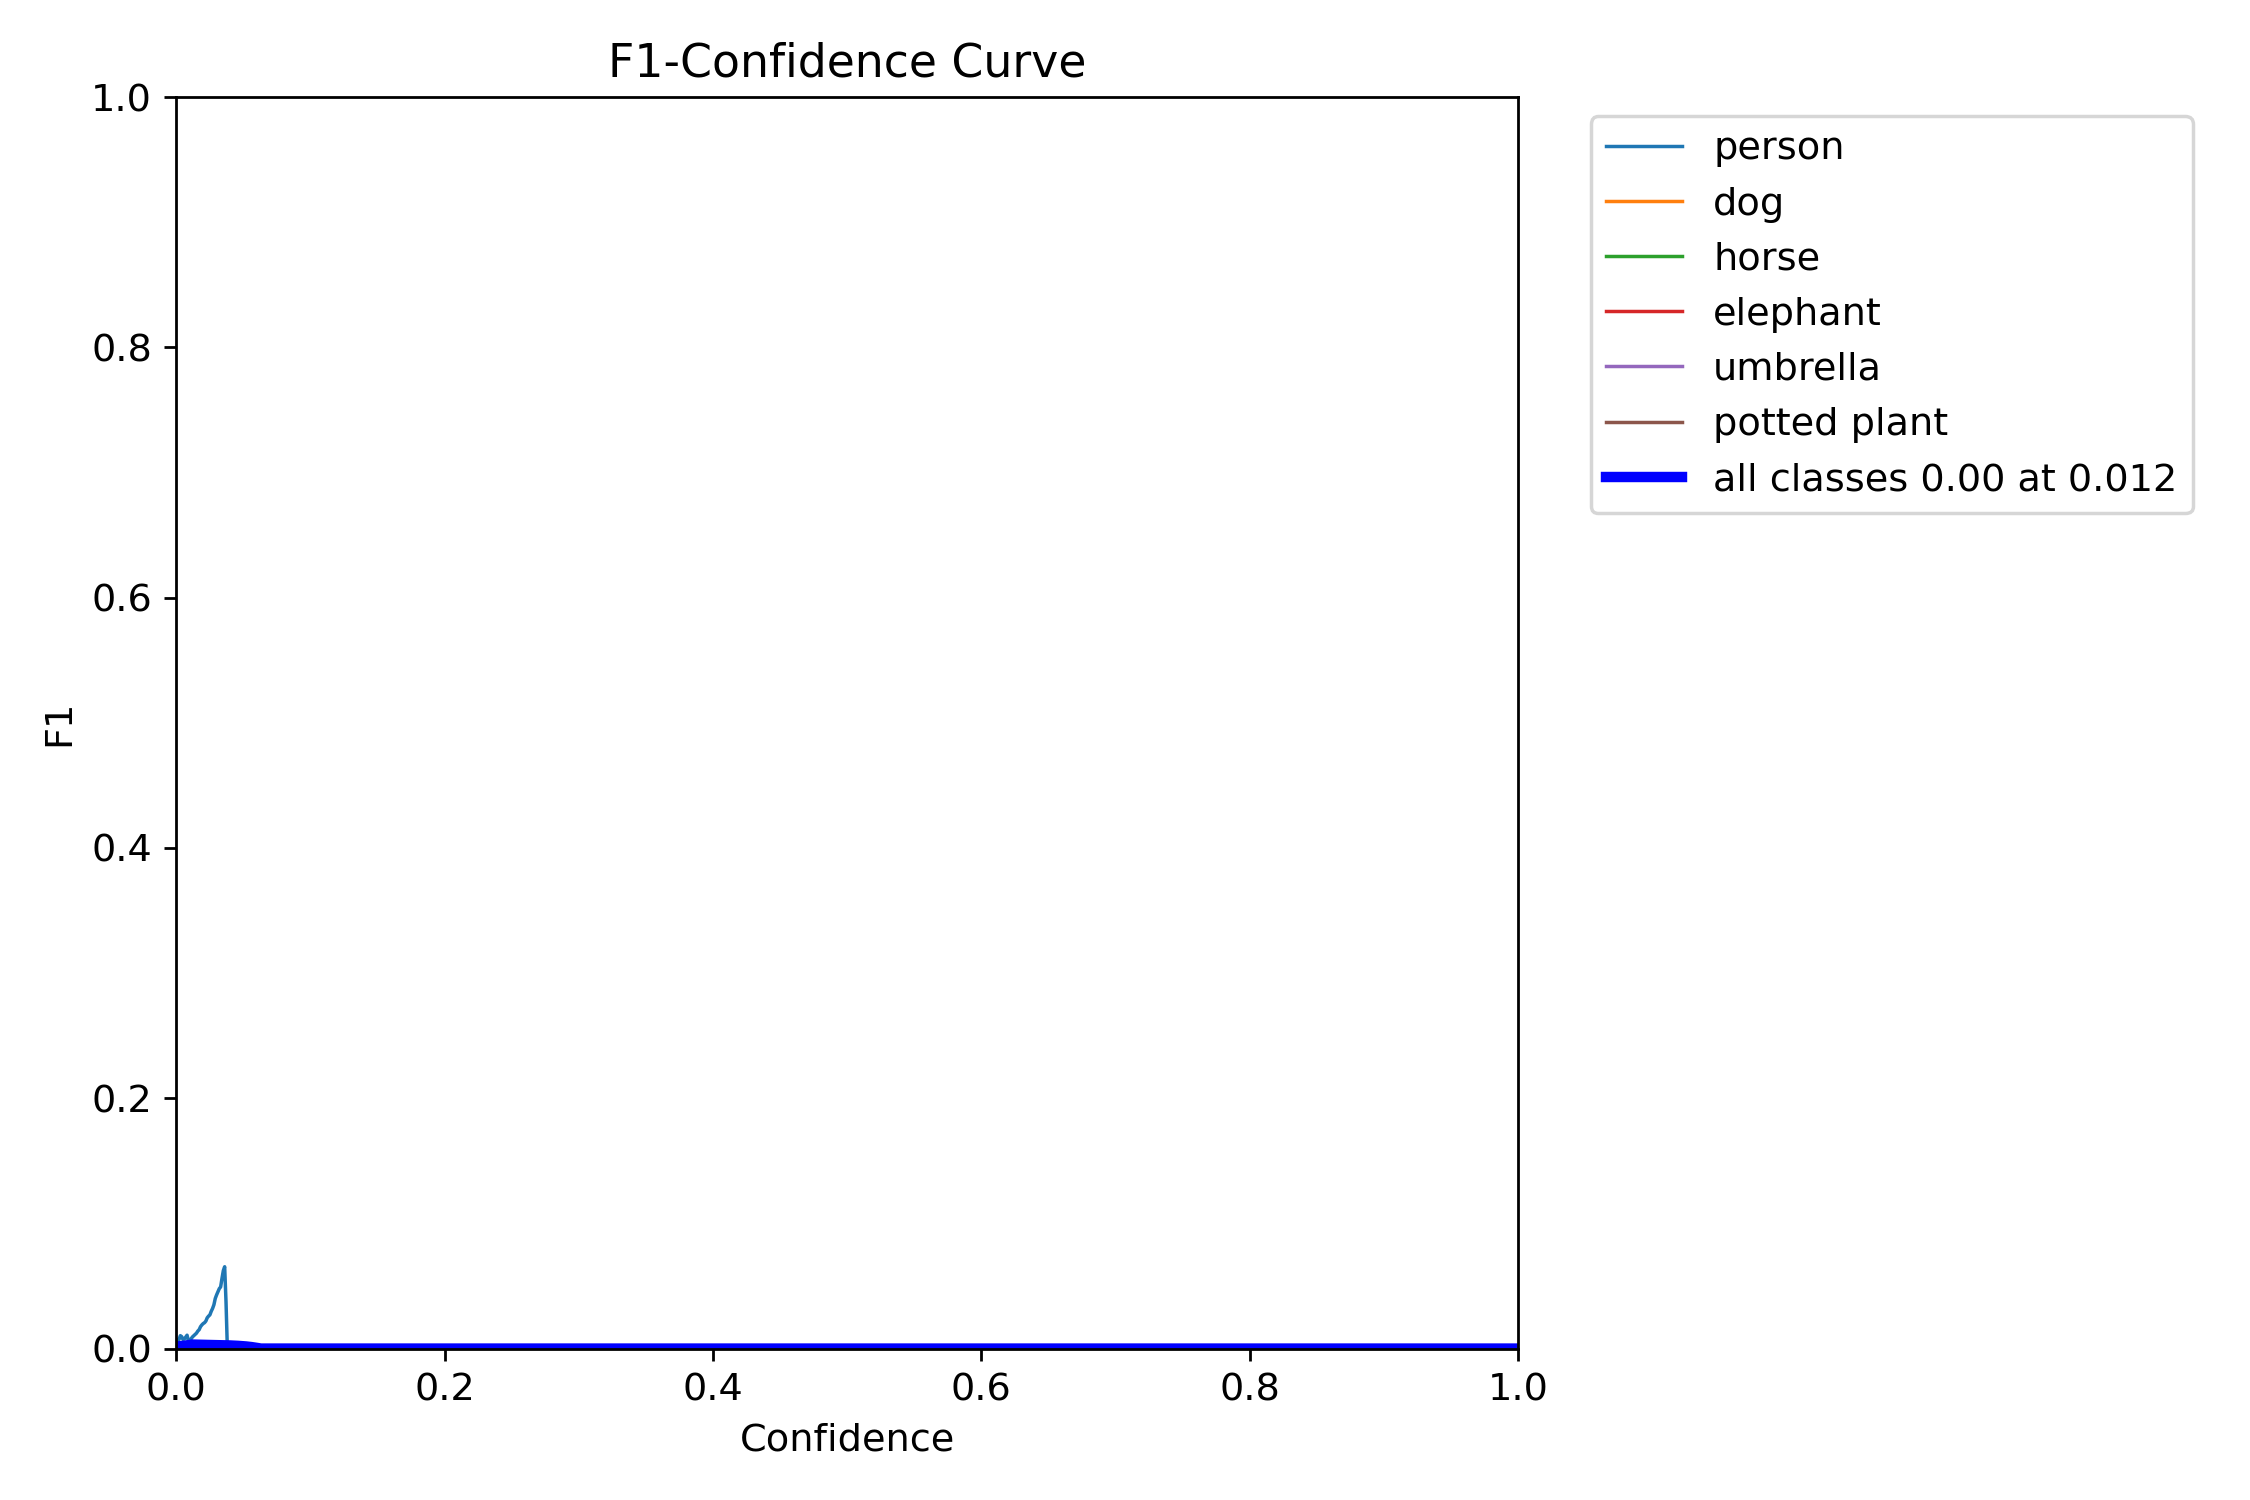 F1-Confidence Curve
1.0
0.8
0.6
0.4
0.2
0.0
F1
0.0 0.2 0.4 0.6 0.8 1.0
Confidence
person
dog
horse
elephant
umbrella
potted plant
all classes 0.00 at 0.012